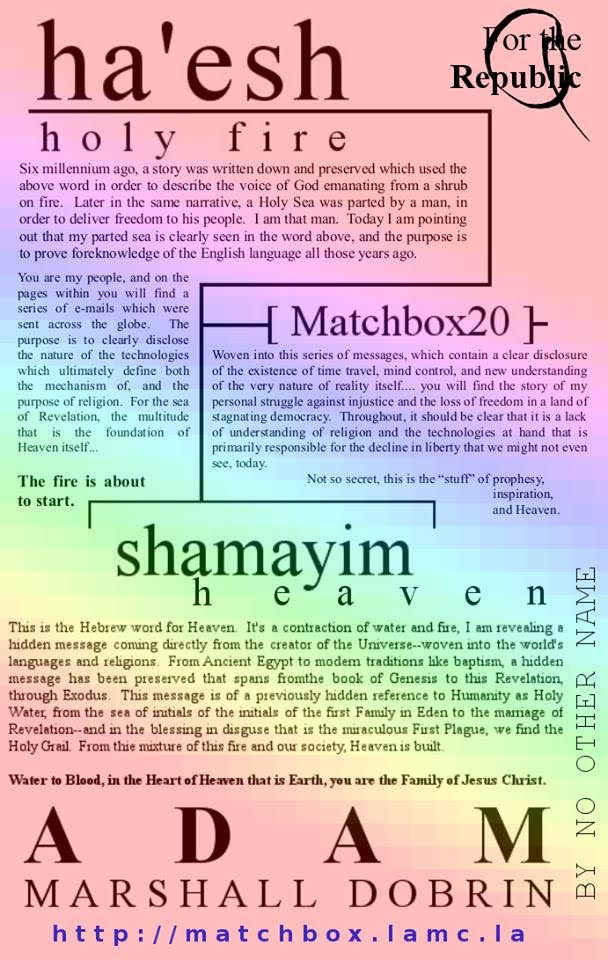 ha'esh
For the
Republic
holy fire
Six millennium ago, a story was written down and preserved which used the
above word in order to describe the voice of God emanating from a shrub
on fire. Later in the same narrative, a Holy Sea was parted by a man, in
order to deliver freedom to his people. I am that man. Today I am pointing
out that my parted sea is clearly seen in the word above, and the purpose is
to prove foreknowledge of the English language all those years ago.
You are my people, and on the
pages within you will find a
series of e-mails which were
sent across the globe. The
purpose is to clearly disclose
the nature of the technologies
which ultimately define both
the mechanism of, and the
purpose of religion. For the sea
of Revelation, the multitude
that is the foundation of
Heaven itself...
The fire is about
to start.
[ Matchbox20 ]
Woven into this series of messages, which contain a clear disclosure
of the existence of time travel, mind control, and new understanding
of the very nature of reality itself.... you will find the story of my
personal struggle against injustice and the loss of freedom in a land of
stagnating democracy. Throughout, it should be clear that it is a lack
of understanding of religion and the technologies at hand that is
primarily responsible for the decline in liberty that we might not even
see, today.
Not so secret, this is the “stuff” of prophesy,
inspiration,
and Heaven.
shamayim
heaven
This is the Hebrew word for Heaven. It's a contraction of water and fire, I am revealing a
hidden message coming directly from the creator of the Universe--woven into the world's
languages and religions. From Ancient Egypt to modern traditions like baptism, a hidden
message has been preserved that spans fromthe book of Genesis to this Revelation,
through Exodus. This message is of a previously hidden reference to Humanity as Holy
Water, from the sea of initials of the initials of the first Family in Eden to the marriage of
Revelation--and in the blessing in disguse that is the miraculous First Plague, we find the
Holy Grail. From this mixture of this fire and our society, Heaven is built.
Water to Blood, in the Heart of Heaven that is Earth, you are the Family of Jesus Christ.
ADAM
MARSHALL DOBRIN
http://matchbox.lamc.la
BY NO OTHER NAME